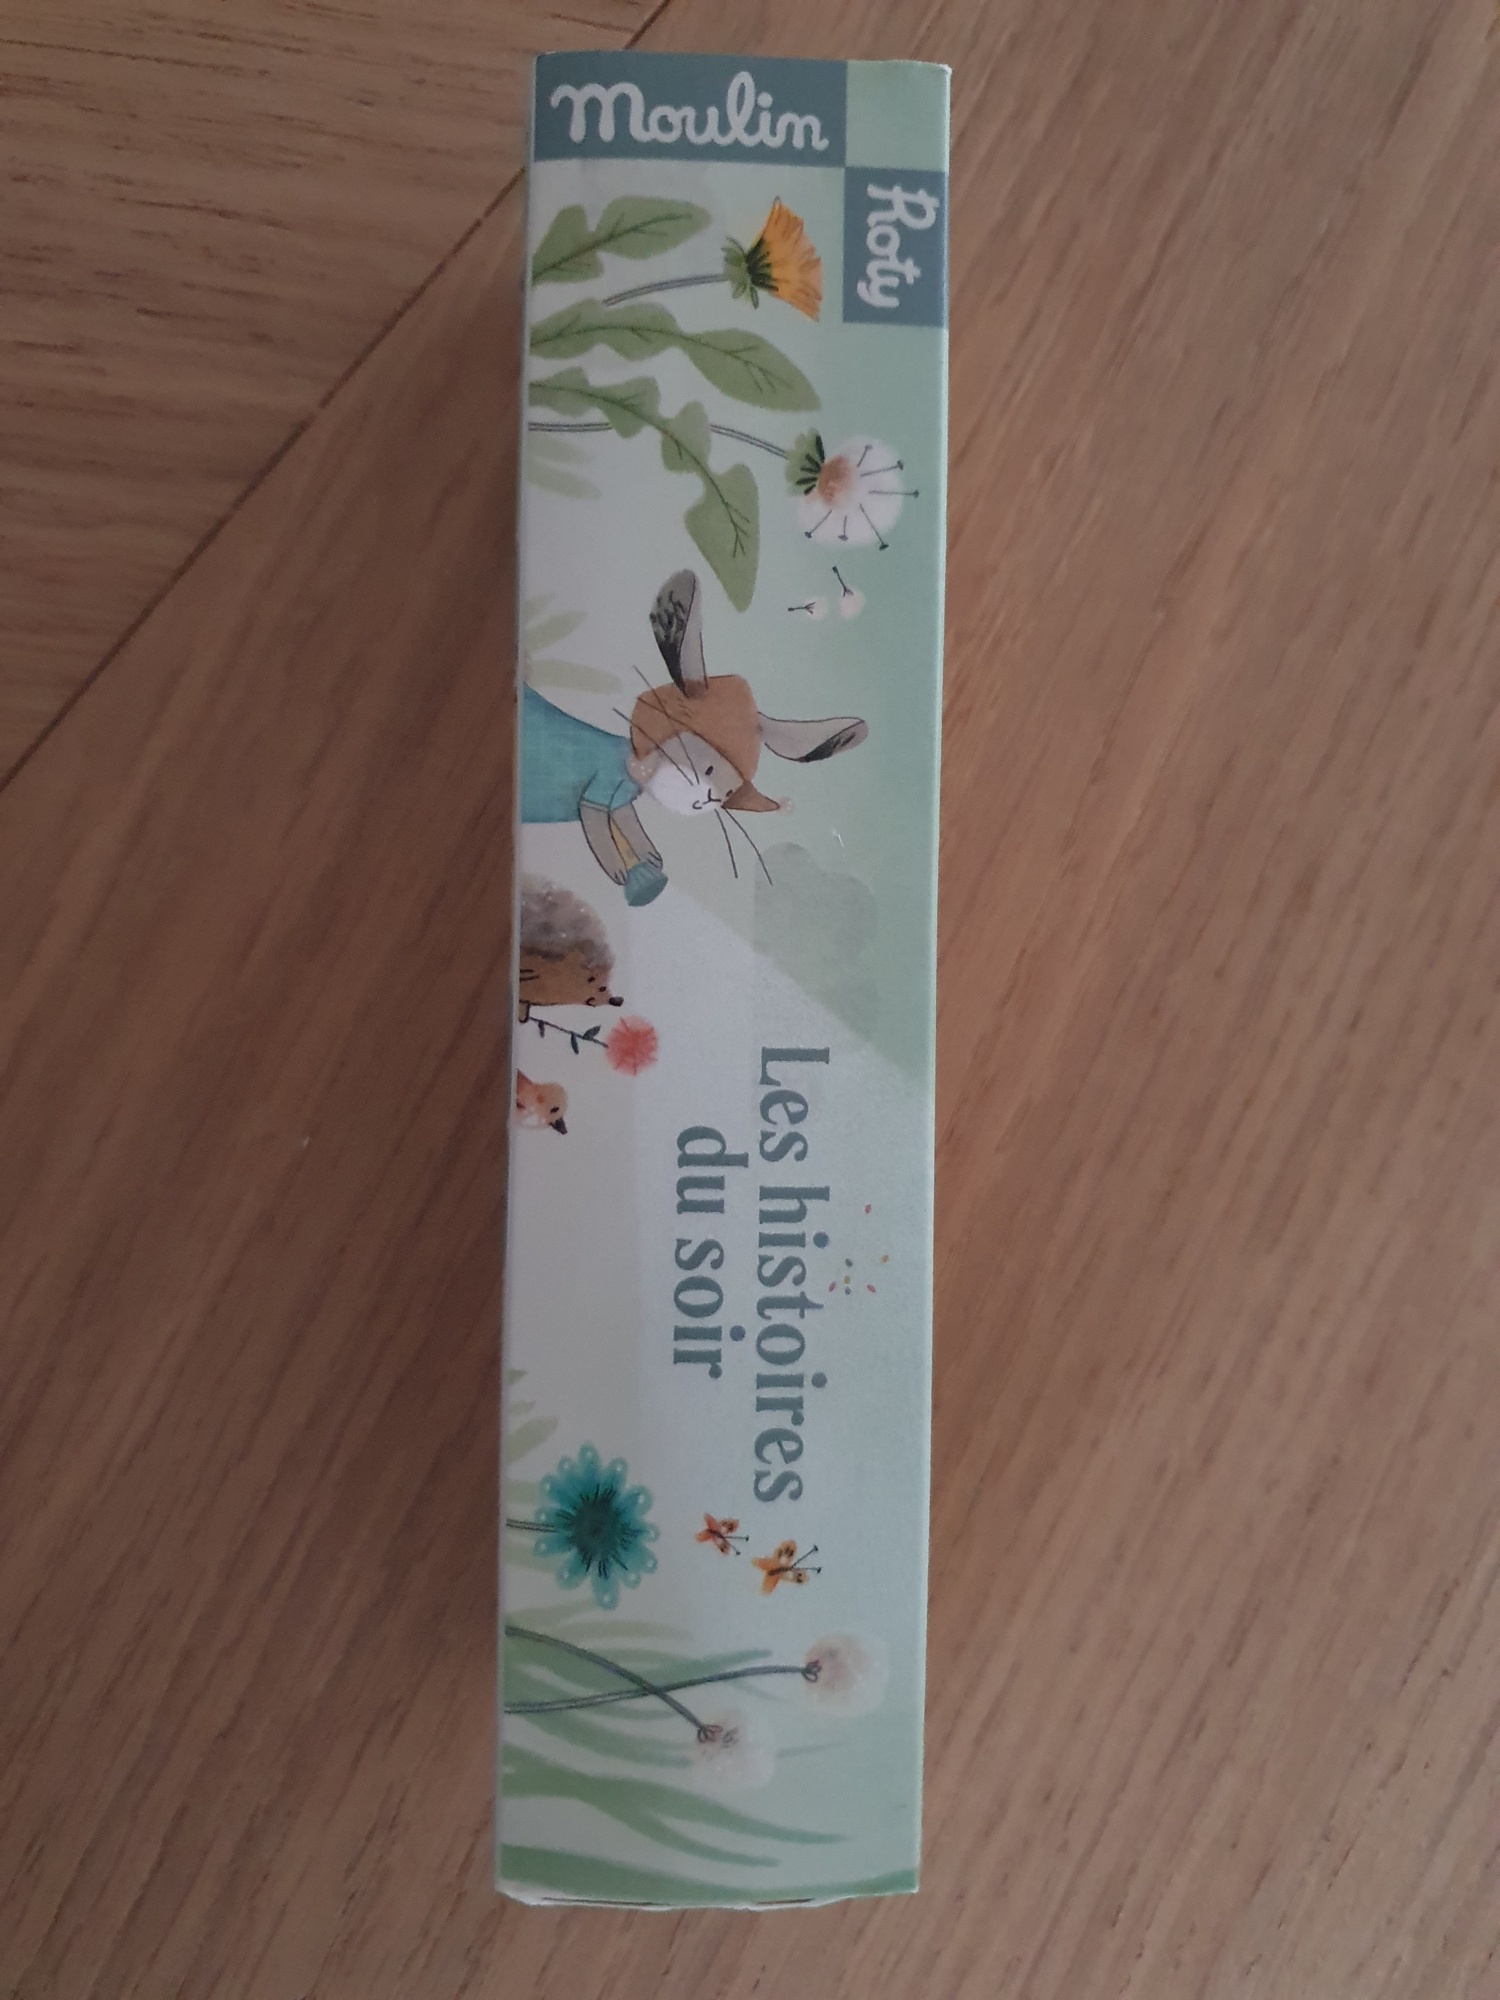 Moulin
Roty
Les histoires
du soir